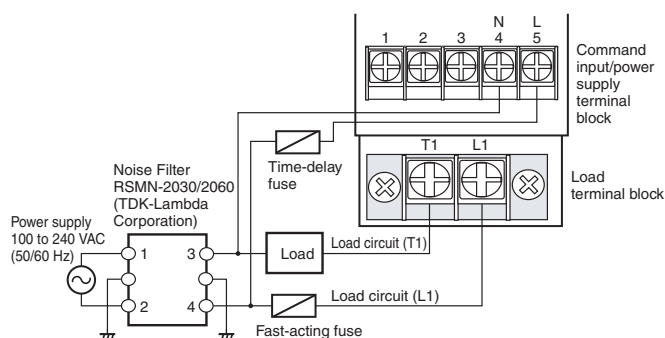 N L
1 2 3 4 5
Command
input/power
supply
terminal
block
Time-delay
fuse
T1 L1
Load
terminal block
Noise Filter
RSMN-2030/2060
(TDK-Lambda
Corporation)
Power supply
100 to 240 VAC
(50/60 Hz)
1 3
Load
Load circuit (T1)
2 4
Load circuit (L1)
Fast-acting fuse